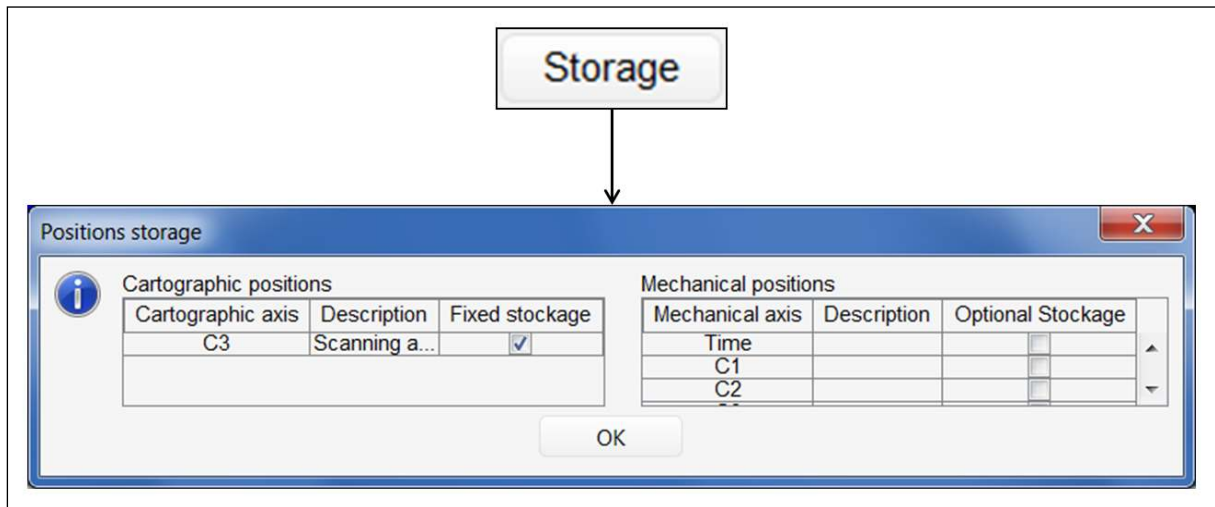 Storage
Positions storage
Cartographic positions
Cartographic axis Description Fixed stockage
C3 Scanning a...
Mechanical positions
Mechanical axis Description Optional Stockage
Time
C1
C2
OK